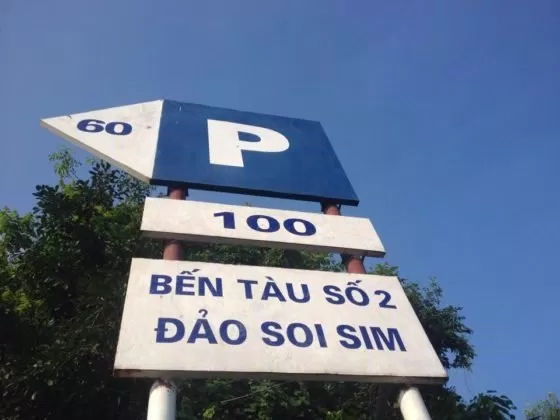 60
P
100
BẾN TÀU SỐ 2
ĐẢO SOI SIM